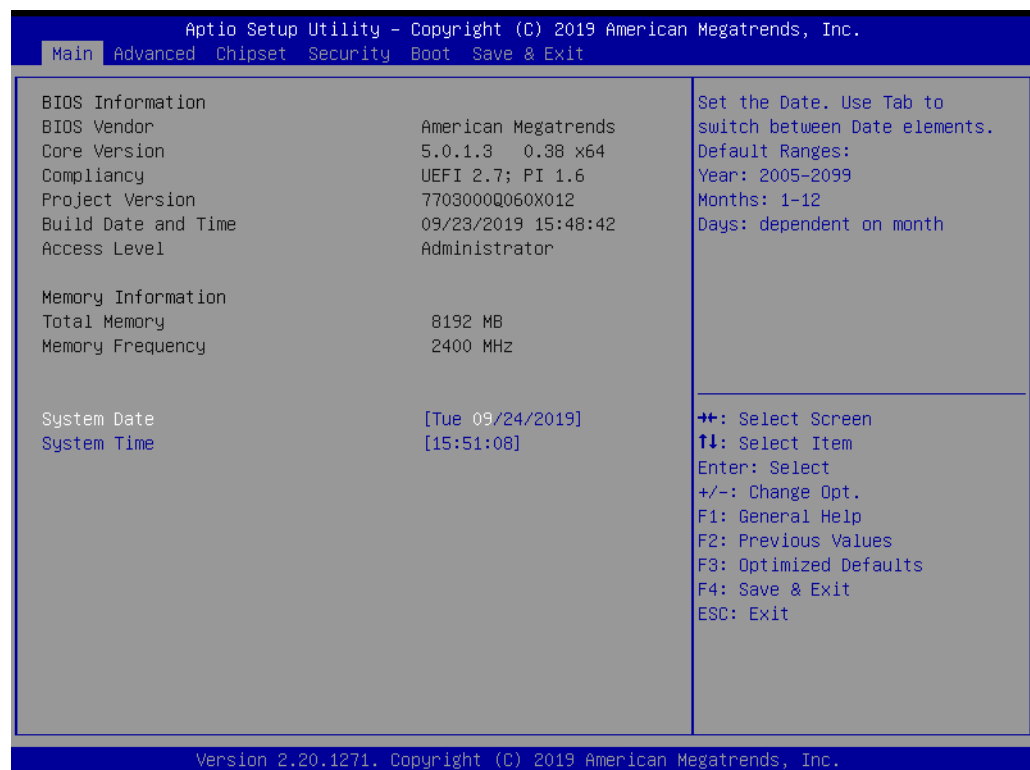 Aptio Setup Utility – Copyright (C) 2019 American Megatrends, Inc.
Main Advanced Chipset Security Boot Save & Exit
BIOS Information
BIOS Vendor American Megatrends
Core Version 5.0.1.3 0.38 x64
Compliancy UEFI 2.7; PI 1.6
Project Version 7703000Q060X012
Build Date and Time 09/23/2019 15:48:42
Access Level Administrator
Memory Information
Total Memory 8192 MB
Memory Frequency 2400 MHz
System Date [Tue 09/24/2019]
System Time [15:51:08]
Set the Date. Use Tab to
switch between Date elements.
Default Ranges:
Year: 2005-2099
Months: 1-12
Days: dependent on month
→←: Select Screen
↑↓: Select Item
Enter: Select
+/-: Change Opt.
F1: General Help
F2: Previous Values
F3: Optimized Defaults
F4: Save & Exit
ESC: Exit
Version 2.20.1271. Copyright (C) 2019 American Megatrends, Inc.